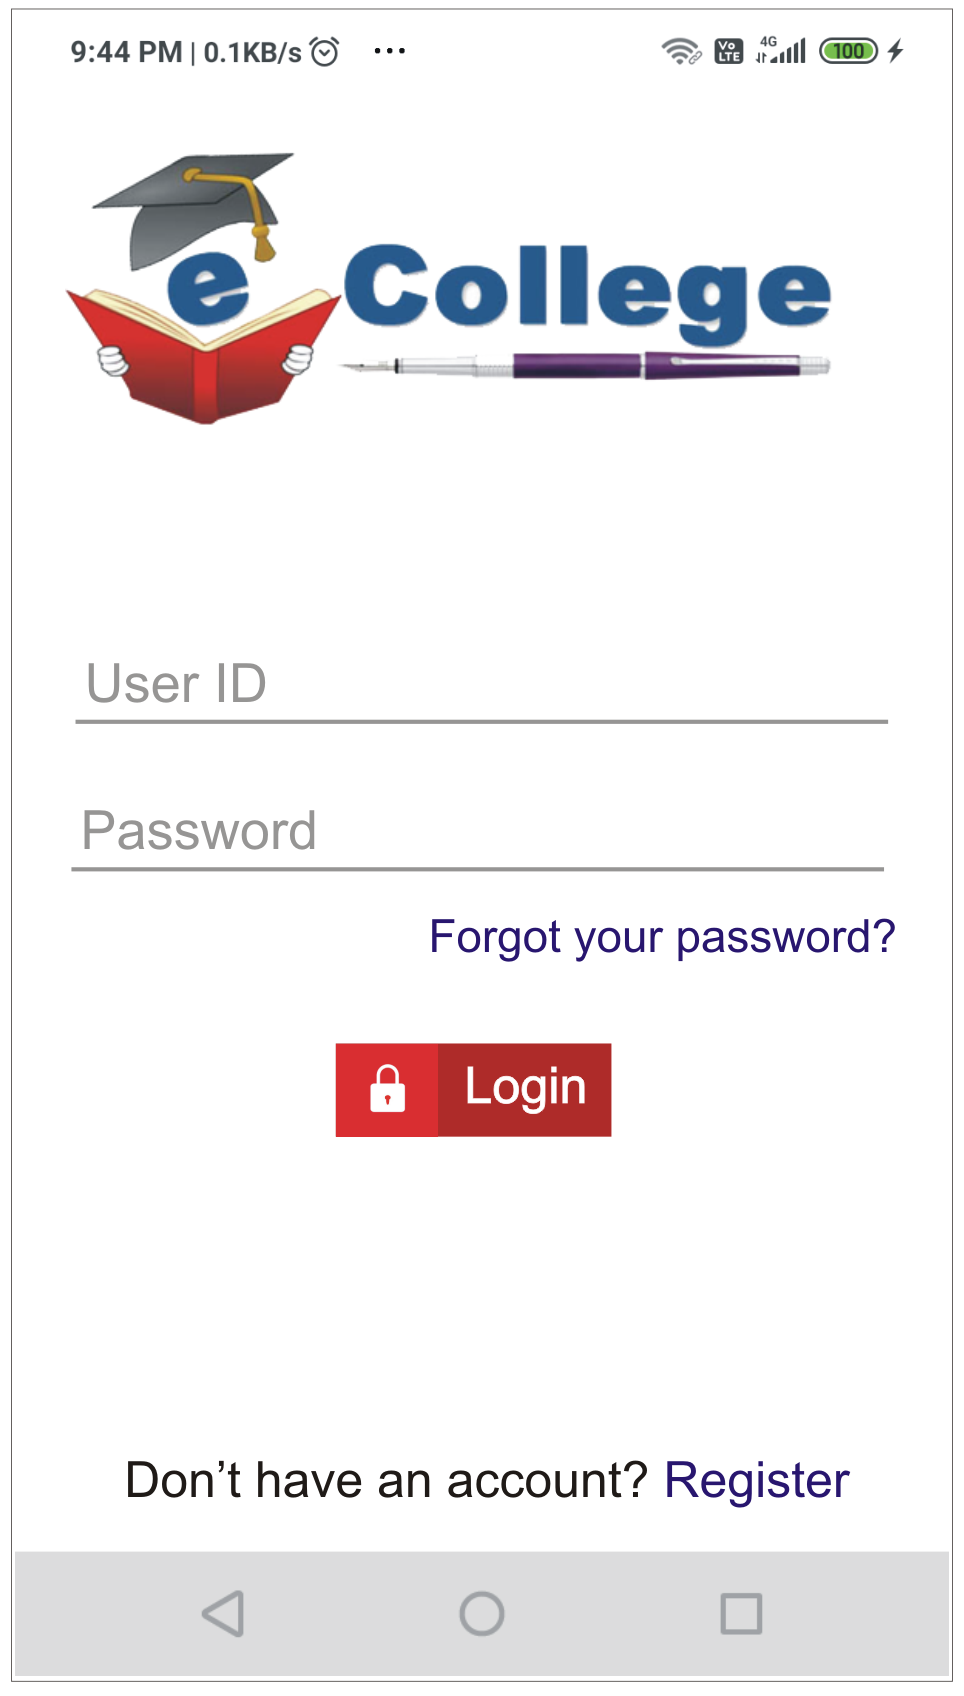 9:44 PM | 0.1KB/s ... Vo LTE 4G 100
e College
User ID
Password
Forgot your password?
Login
Don’t have an account? Register